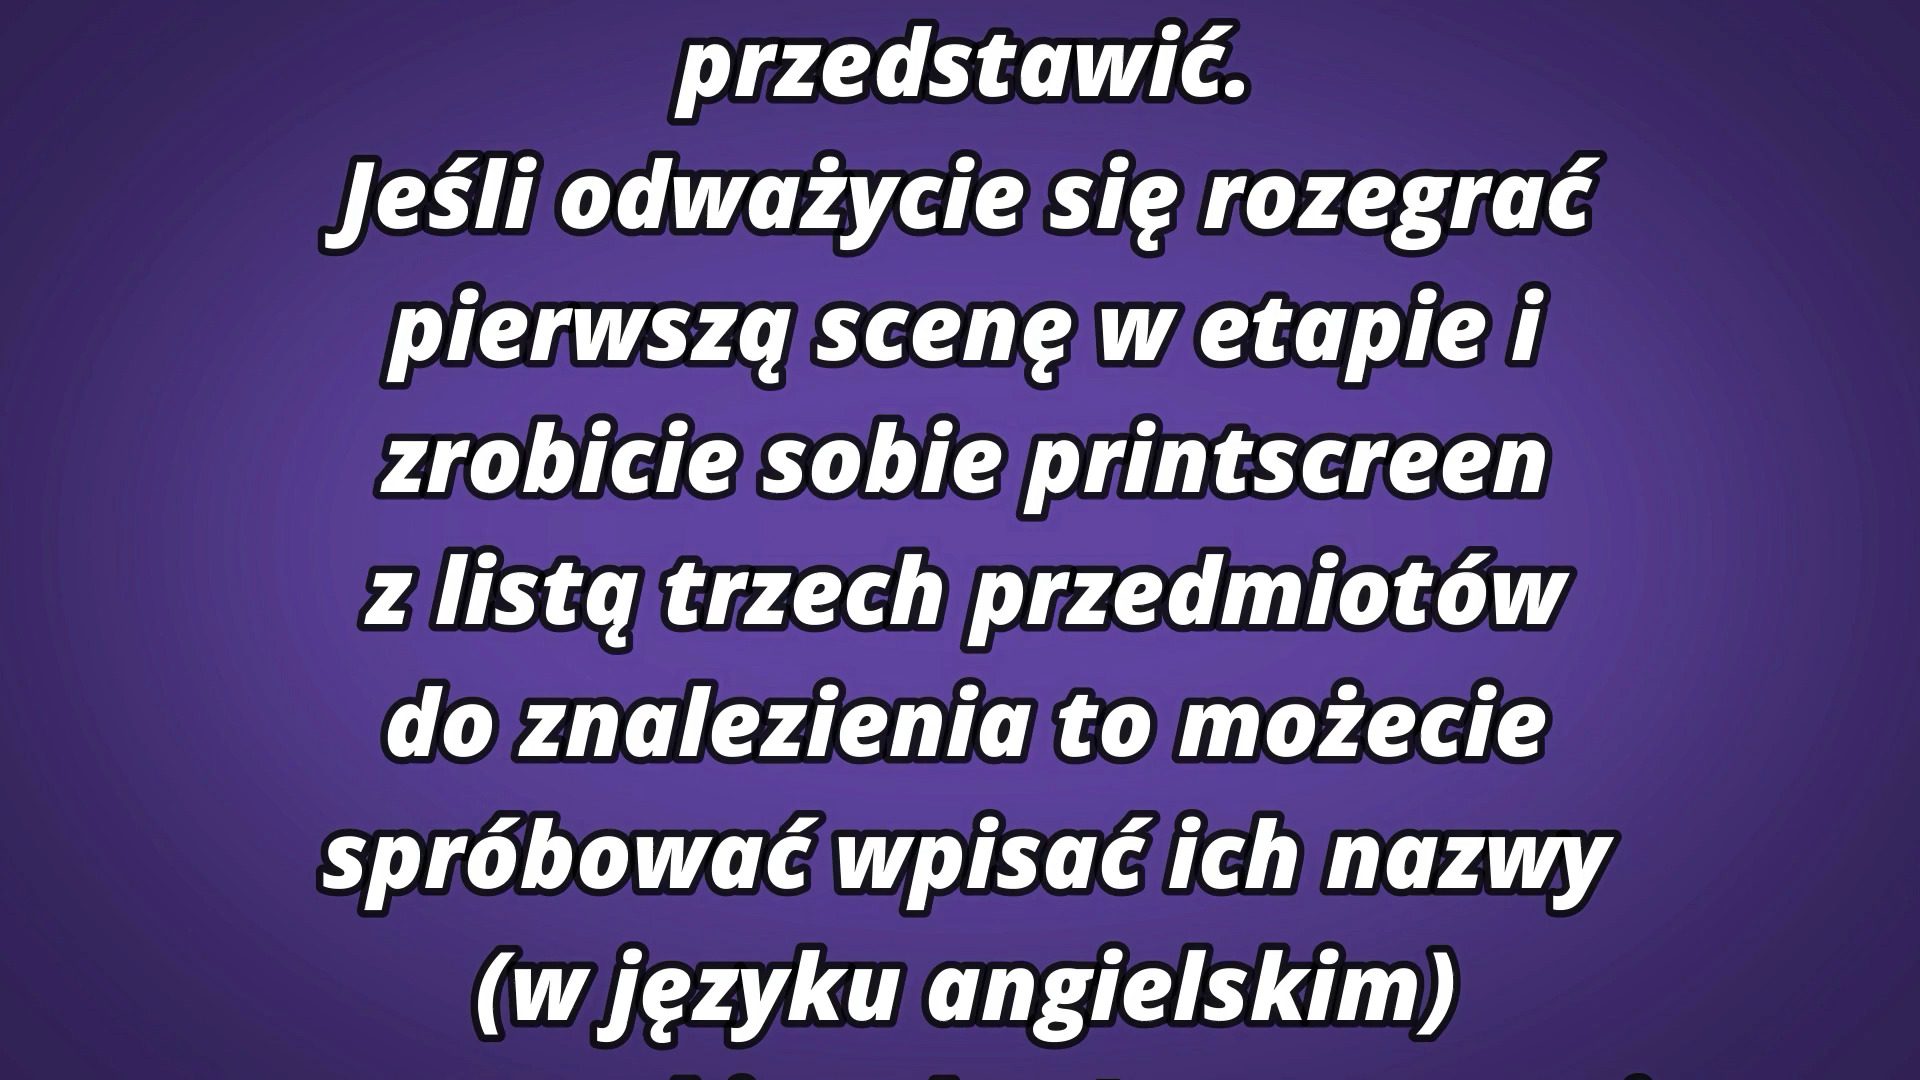 przedstawić.
Jeśli odważycie się rozegrać
pierwszą scenę w etapie i
zrobicie sobie printscreen
z listą trzech przedmiotów
do znalezienia to możecie
spróbować wpisać ich nazwy
(w języku angielskim)